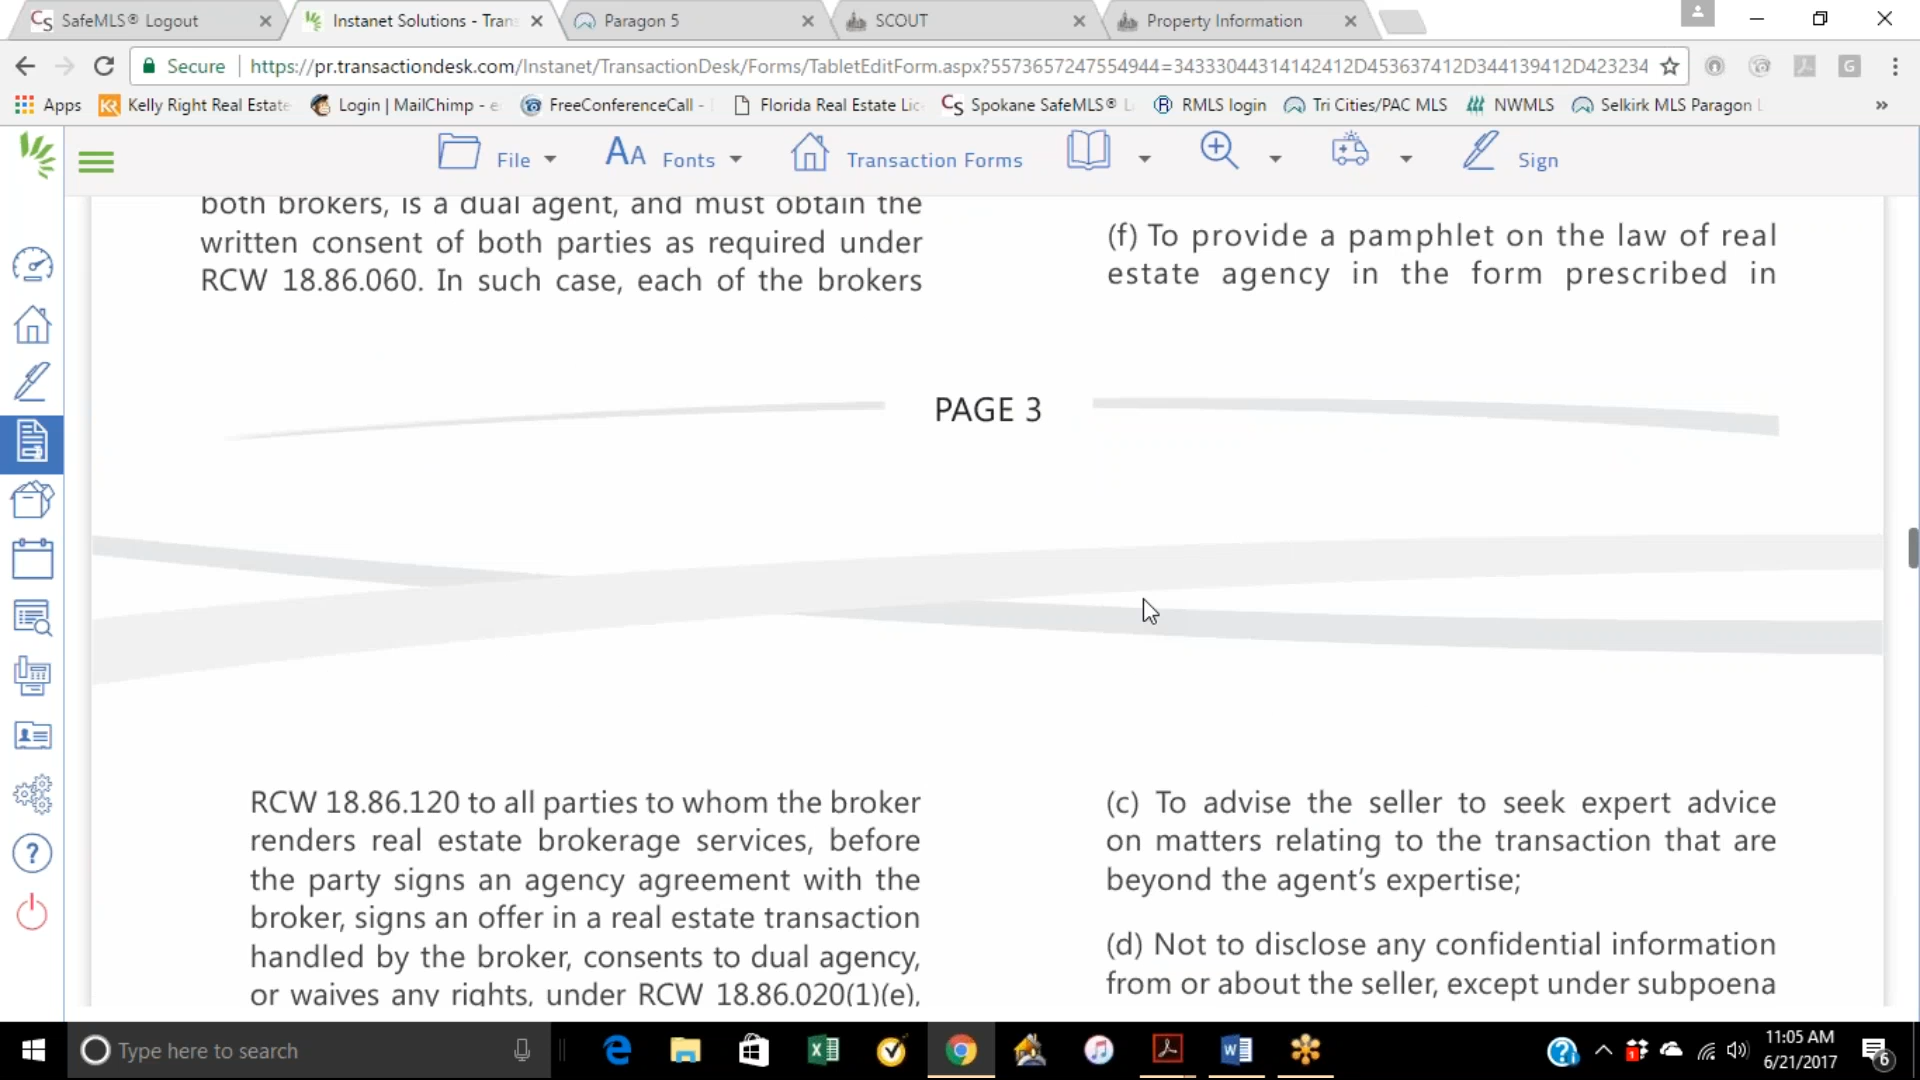 SafeMLS® Logout
Instanet Solutions - Tran
Paragon 5
SCOUT
Property Information
Secure
https://pr.transactiondesk.com/Instanet/TransactionDesk/Forms/TabletEditForm.aspx?5573657247554944=34333044314142412D453637412D344139412D423234
Apps
Kelly Right Real Estate
Login | MailChimp - e
FreeConferenceCall -
Florida Real Estate Lic
Spokane SafeMLS®
RMLS login
Tri Cities/PAC MLS
NWMLS
Selkirk MLS Paragon
»
File
Fonts
Transaction Forms
Sign
both brokers, is a dual agent, and must obtain the
written consent of both parties as required under
RCW 18.86.060. In such case, each of the brokers
(f) To provide a pamphlet on the law of real
estate agency in the form prescribed in
PAGE 3
RCW 18.86.120 to all parties to whom the broker
renders real estate brokerage services, before
the party signs an agency agreement with the
broker, signs an offer in a real estate transaction
handled by the broker, consents to dual agency,
or waives any rights, under RCW 18.86.020(1)(e),
(c) To advise the seller to seek expert advice
on matters relating to the transaction that are
beyond the agent's expertise;
(d) Not to disclose any confidential information
from or about the seller, except under subpoena
Type here to search
11:05 AM
6/21/2017
6